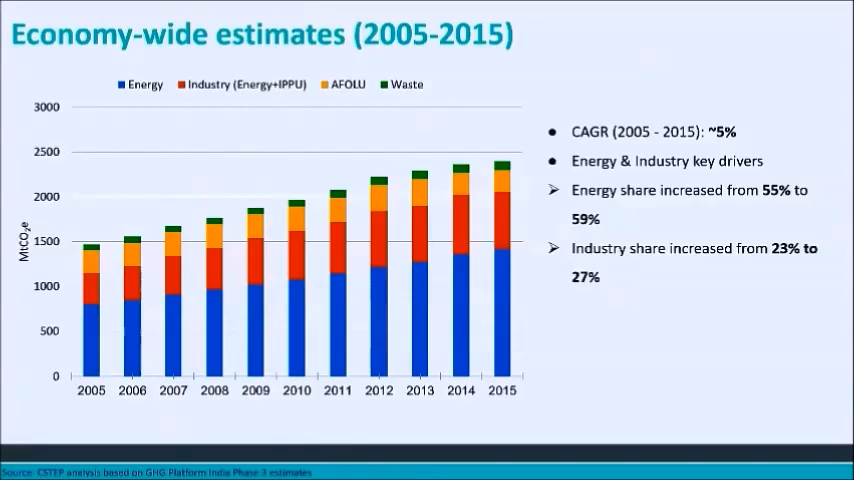 Economy-wide estimates (2005-2015)
Energy Industry (Energy+IPPU) AFOLU Waste
3000
2500
2000
1500
1000
500
0
MtCO₂e
2005 2006 2007 2008 2009 2010 2011 2012 2013 2014 2015
● CAGR (2005 - 2015): ~5%
● Energy & Industry key drivers
➢ Energy share increased from 55% to
59%
➢ Industry share increased from 23% to
27%
Source: CSTEP analysis based on GHG Platform India Phase 3 estimates